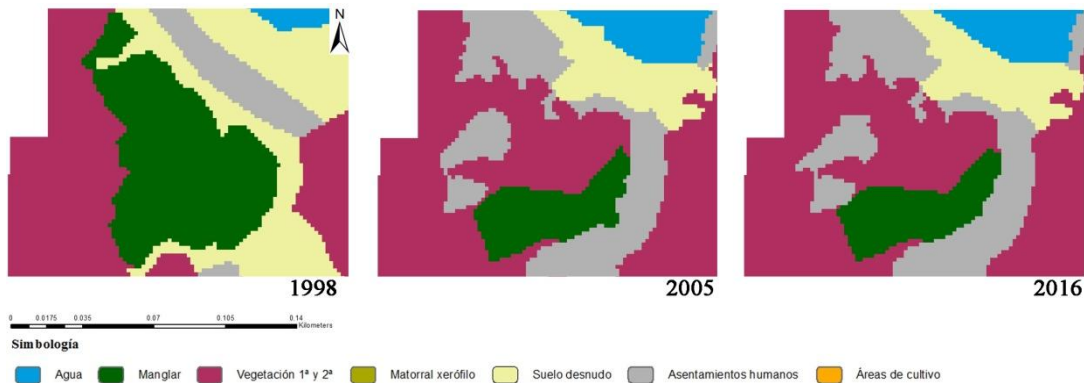 N
1998
2005
2016
0 0.0175 0.035 0.07 0.105 0.14
Kilometers
Simbología
Agua Manglar Vegetación 1ª y 2ª Matorral xerófilo Suelo desnudo Asentamientos humanos Áreas de cultivo